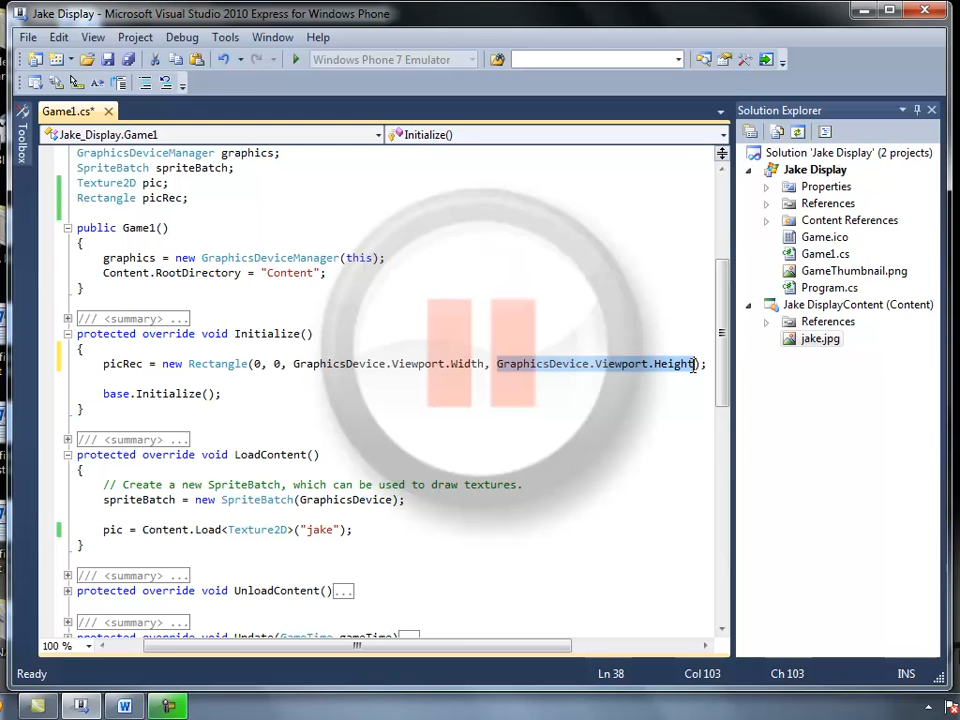 Jake Display - Microsoft Visual Studio 2010 Express for Windows Phone
File Edit View Project Debug Tools Window Help
Windows Phone 7 Emulator
Game1.cs*
Solution Explorer
Toolbox
Jake_Display.Game1
Initialize()
GraphicsDeviceManager graphics;
SpriteBatch spriteBatch;
Texture2D pic;
Rectangle picRec;
public Game1()
{
graphics = new GraphicsDeviceManager(this);
Content.RootDirectory = "Content";
}
/// <summary> ...
protected override void Initialize()
{
picRec = new Rectangle(0, 0, GraphicsDevice.Viewport.Width, GraphicsDevice.Viewport.Height);
base.Initialize();
}
/// <summary> ...
protected override void LoadContent()
{
// Create a new SpriteBatch, which can be used to draw textures.
spriteBatch = new SpriteBatch(GraphicsDevice);
pic = Content.Load<Texture2D>("jake");
}
/// <summary> ...
protected override void UnloadContent()...
/// <summary> ...
protected override void Update(GameTime gameTime)
Solution 'Jake Display' (2 projects)
Jake Display
Properties
References
Content References
Game.ico
Game1.cs
GameThumbnail.png
Program.cs
Jake DisplayContent (Content)
References
jake.jpg
100 %
Ready
Ln 38
Col 103
Ch 103
INS